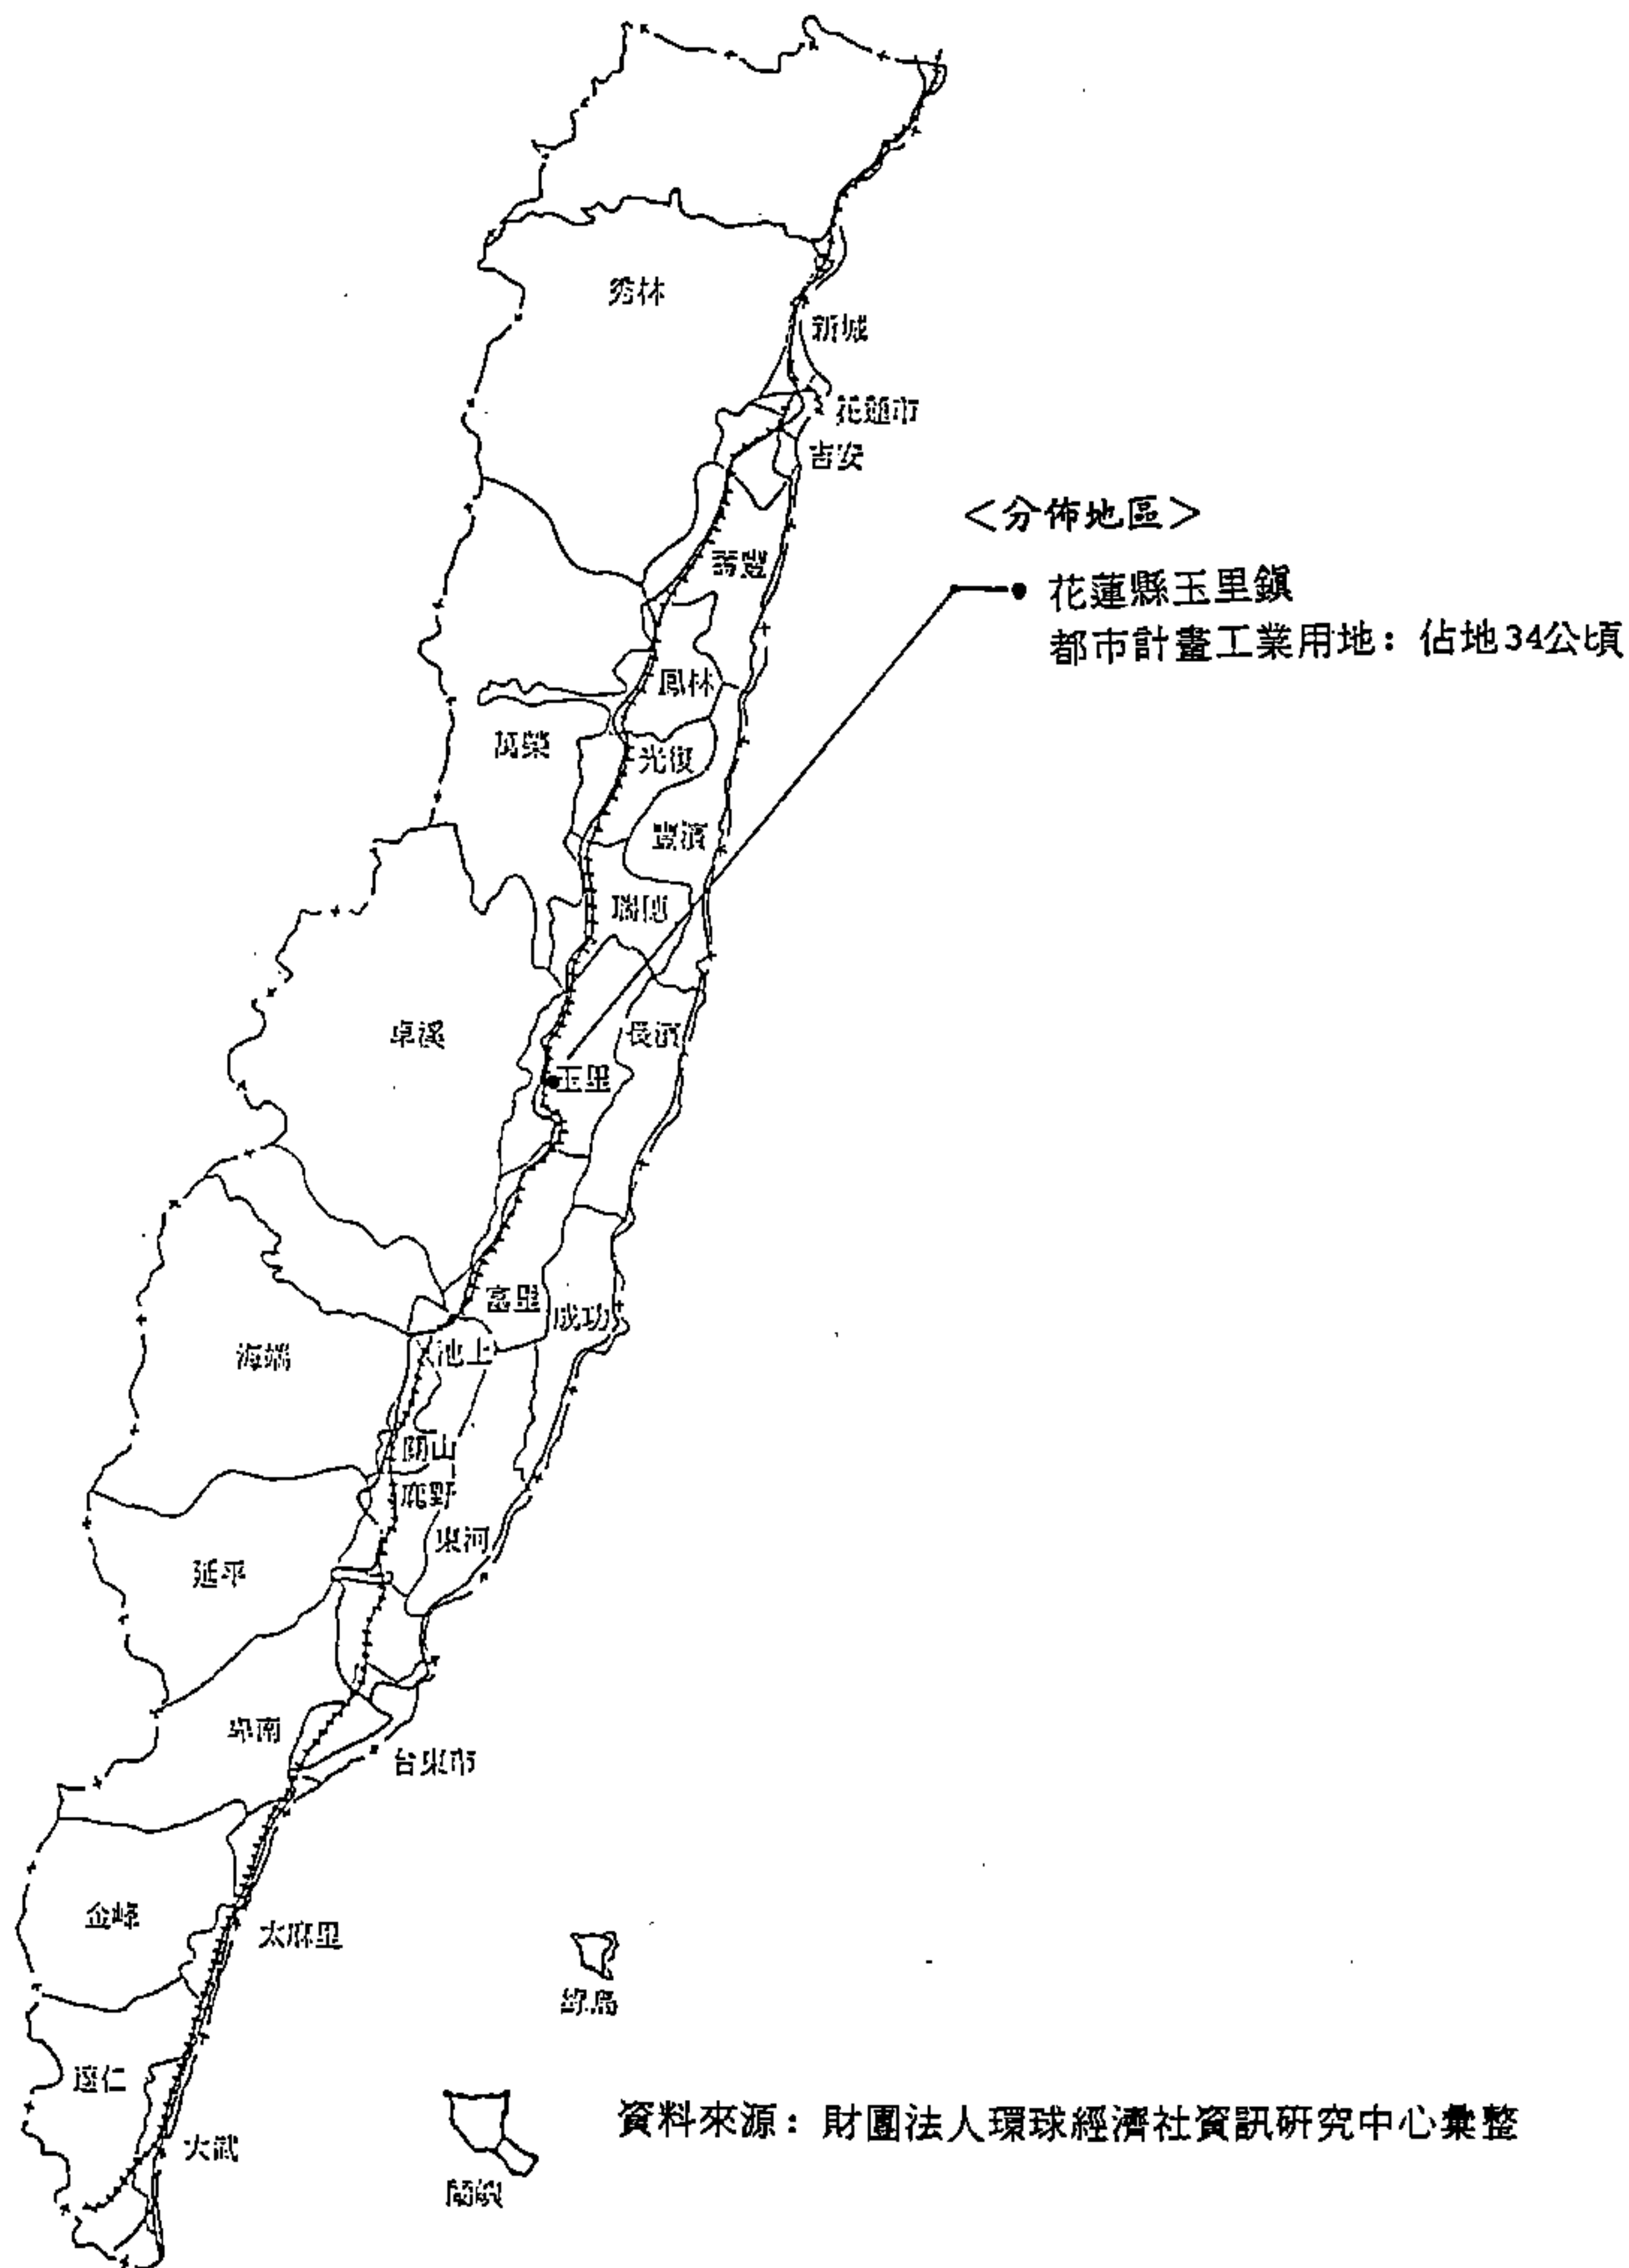 秀林
新城
花蓮市
吉安
<分佈地區>
花蓮縣玉里鎮
都市計畫工業用地：佔地34公頃
壽豐
鳳林
萬榮
光復
豐濱
瑞穗
卓溪
長濱
玉里
富里
成功
海端
池上
關山
鹿野
東河
延平
卑南
台東市
金峰
太麻里
綠島
達仁
大武
蘭嶼
資料來源：財團法人環球經濟社資訊研究中心彙整